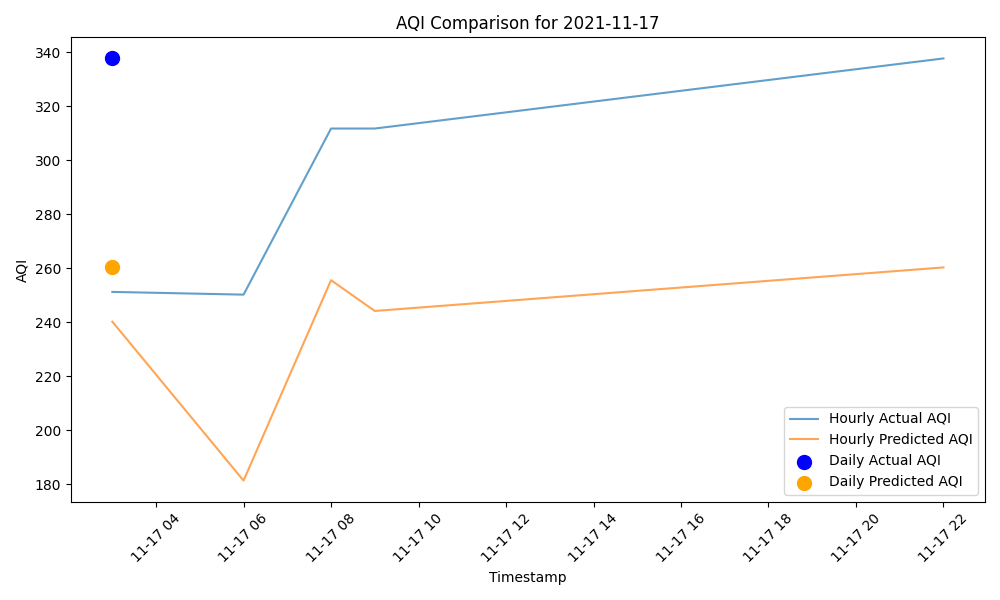 AQI Comparison for 2021-11-17
AQI
340
320
300
280
260
240
220
200
180
Hourly Actual AQI
Hourly Predicted AQI
Daily Actual AQI
Daily Predicted AQI
11-17 04
11-17 06
11-17 08
11-17 10
11-17 12
11-17 14
11-17 16
11-17 18
11-17 20
11-17 22
Timestamp